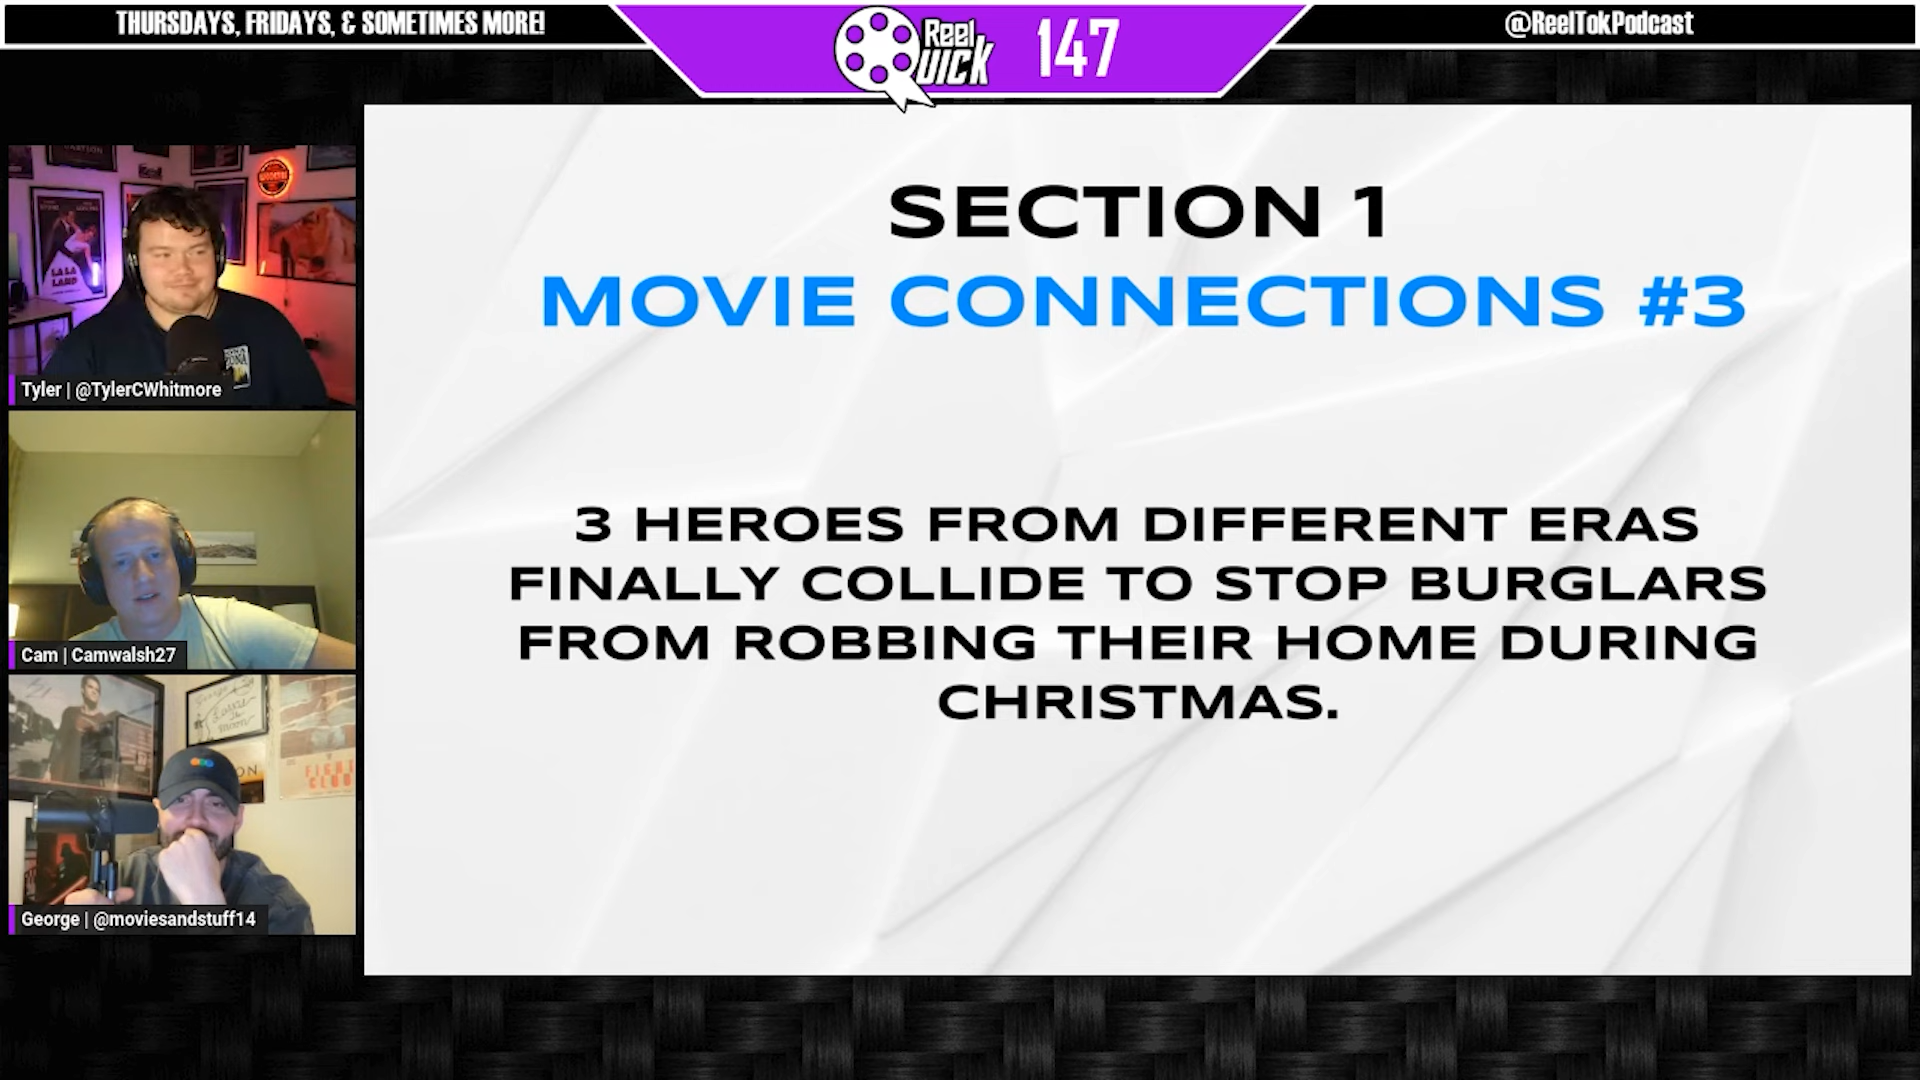 THURSDAYS, FRIDAYS, & SOMETIMES MORE!
Reel
QUICK
147
@ReelTokPodcast
SECTION 1
MOVIE CONNECTIONS #3
3 HEROES FROM DIFFERENT ERAS
FINALLY COLLIDE TO STOP BURGLARS
FROM ROBBING THEIR HOME DURING
CHRISTMAS.
LA LA
LAND
Tyler | @TylerCWhitmore
Cam | Camwalsh27
FIGHT
CLUB
George | @moviesandstuff14